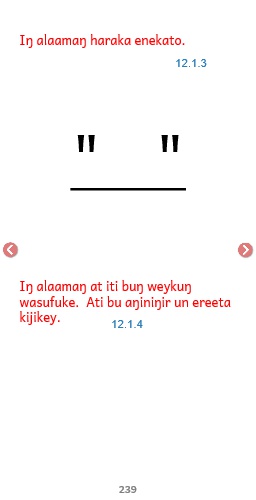 Iŋ alaamaŋ haraka enekato.
12.1.3
" "
Iŋ alaamaŋ at iti buŋ weykuŋ
wasufuke. Ati bu aŋiniŋir un ereeta
kijikey.
12.1.4
239